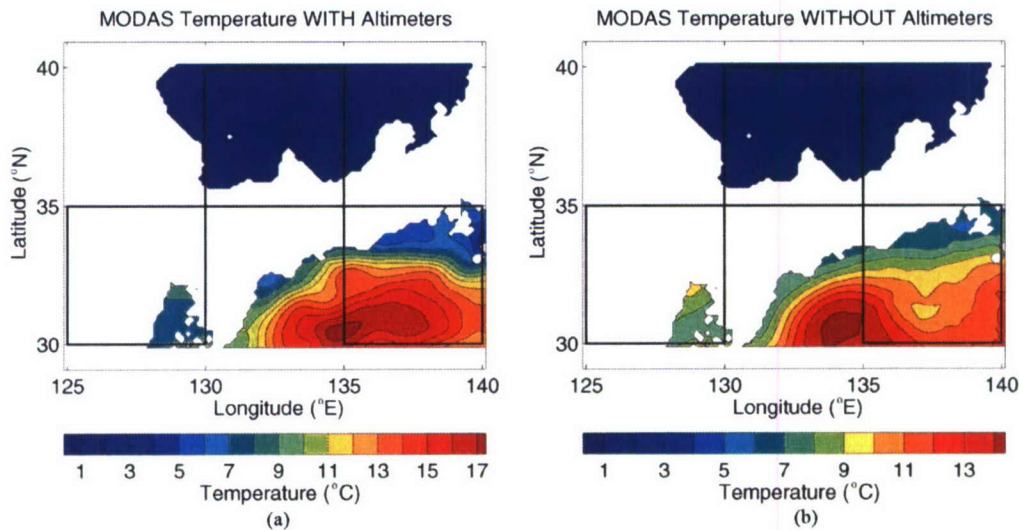 MODAS Temperature WITH Altimeters
40
35
30
Latitude (°N)
125 130 135 140
Longitude (°E)
1 3 5 7 9 11 13 15 17
Temperature (°C)
(a)
MODAS Temperature WITHOUT Altimeters
40
35
30
Latitude (°N)
125 130 135 140
Longitude (°E)
1 3 5 7 9 11 13
Temperature (°C)
(b)